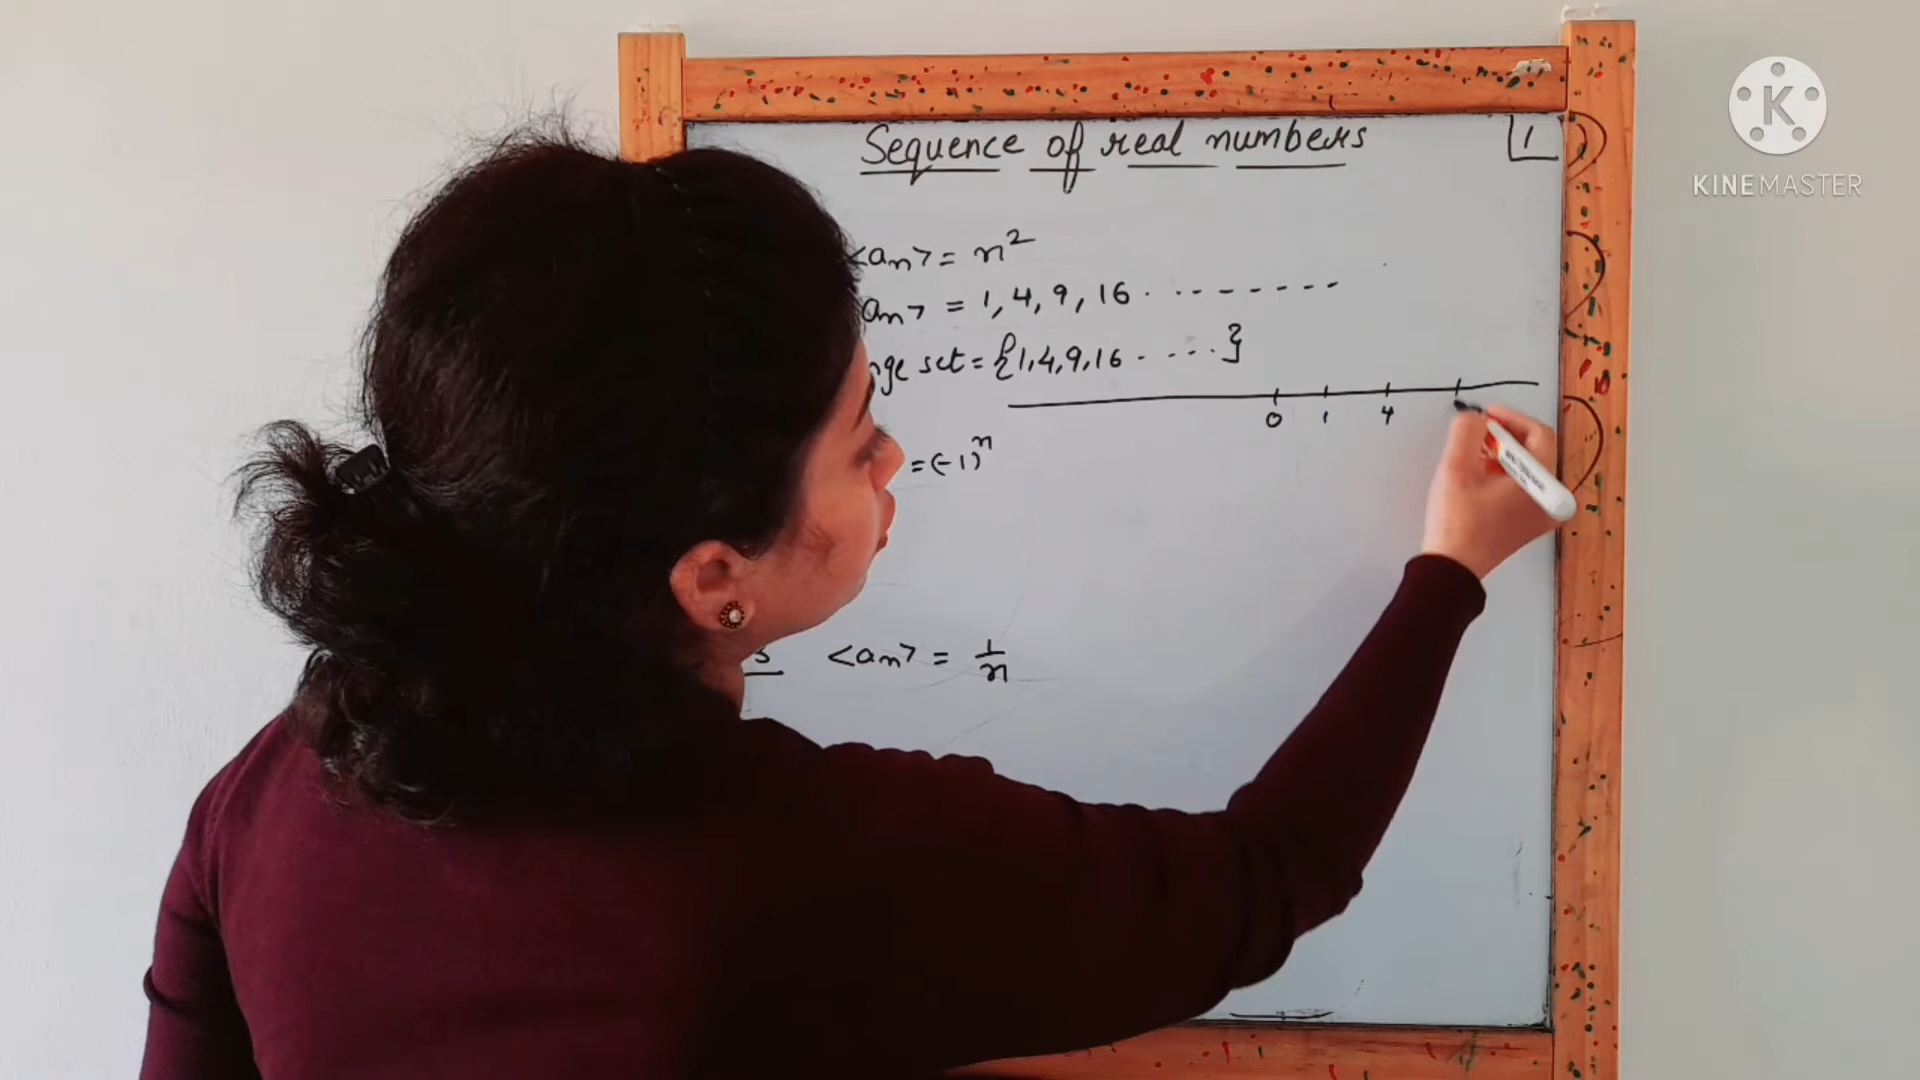 Sequence of real numbers
1
KINEMASTER
<an> = n²
an> = 1, 4, 9, 16 . . - - - - - -
nge set = {1, 4, 9, 16 - - - . . }
0 1 4
= (-1)ⁿ
<an> = 1/n